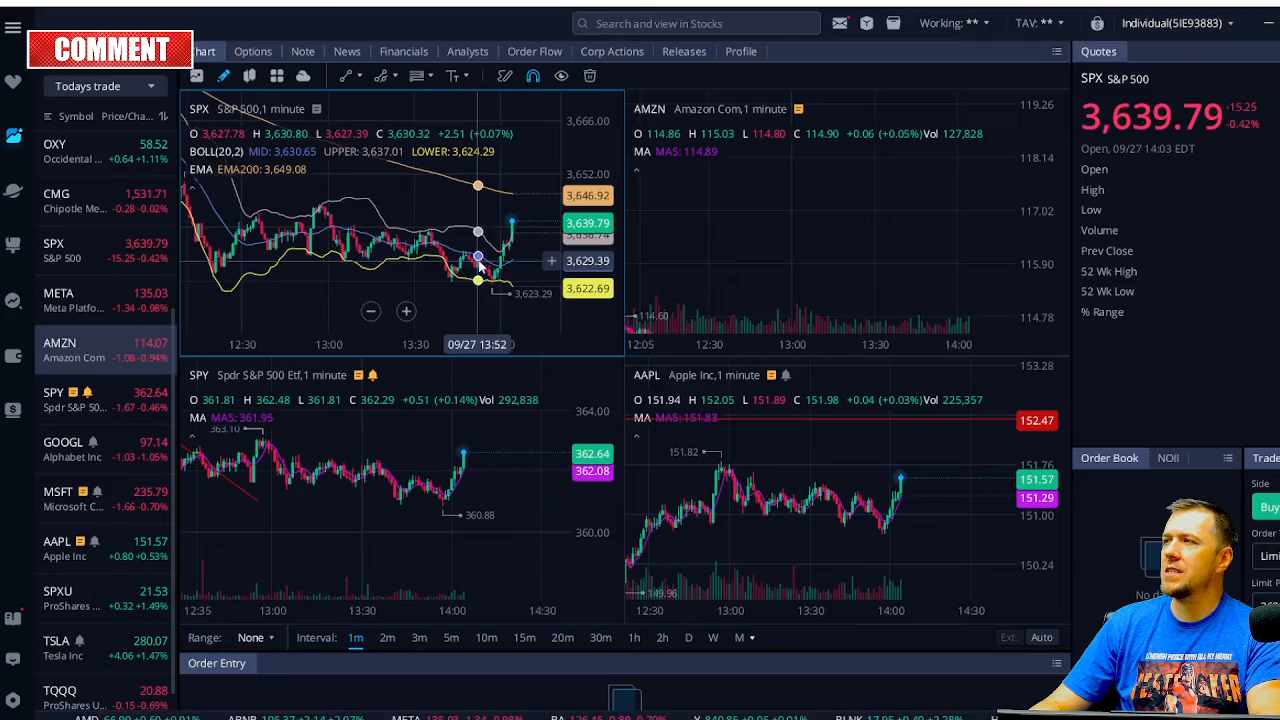 Search and view in Stocks
Working: **
TAV: **
Individual(5IE93883)
COMMENT
hart
Options
Note
News
Financials
Analysts
Order Flow
Corp Actions
Releases
Profile
Quotes
Todays trade
Symbol Price/Cha...
OXY 58.52
Occidental ... +0.64 +1.11%
CMG 1,531.71
Chipotle Me... -0.28 -0.02%
SPX 3,639.79
S&P 500 -15.25 -0.42%
META 135.03
Meta Platfo... -1.34 -0.98%
AMZN 114.07
Amazon Com -1.08 -0.94%
SPY 362.64
Spdr S&P 50... -1.67 -0.46%
GOOGL 97.14
Alphabet Inc -1.03 -1.05%
MSFT 235.79
Microsoft C... -1.66 -0.70%
AAPL 151.57
Apple Inc +0.80 +0.53%
SPXU 21.53
ProShares ... +0.32 +1.49%
TSLA 280.07
Tesla Inc +4.06 +1.47%
TQQQ 20.88
ProShares U... -0.15 -0.69%
SPX S&P 500,1 minute
O 3,627.78 H 3,630.80 L 3,627.39 C 3,630.32 +2.51 (+0.07%)
BOLL(20,2) MID: 3,630.65 UPPER: 3,637.01 LOWER: 3,624.29
EMA EMA200: 3,649.08
3,666.00
3,652.00
3,646.92
3,639.79
3,629.39
3,622.69
3,623.29
12:30
13:00
13:30
09/27 13:52
AMZN Amazon Com,1 minute
O 114.86 H 115.03 L 114.80 C 114.90 +0.06 (+0.05%) Vol 127,828
MA MA5: 114.89
119.26
118.14
117.02
115.90
114.78
114.60
12:05
12:30
13:00
13:30
14:00
SPY Spdr S&P 500 Etf,1 minute
O 361.81 H 362.48 L 361.81 C 362.29 +0.51 (+0.14%) Vol 292,838
MA MA5: 361.95
363.10
364.00
362.64
362.08
360.88
360.00
12:35
13:00
13:30
14:00
14:30
AAPL Apple Inc,1 minute
O 151.94 H 152.05 L 151.89 C 151.98 +0.04 (+0.03%) Vol 225,357
MA MA5: 151.83
153.28
152.47
151.82
151.76
151.57
151.29
151.00
150.24
149.96
12:30
13:00
13:30
14:00
14:30
Range: None
Interval: 1m 2m 3m 5m 10m 15m 20m 30m 1h 2h D W M
Ext.
Auto
Order Entry
SPX S&P 500
3,639.79 -15.25
-0.42%
Open, 09/27 14:03 EDT
Open
High
Low
Volume
Prev Close
52 Wk High
52 Wk Low
% Range
Order Book
NOII
Trade
Side
Buy
Order T
Limi
Limit P